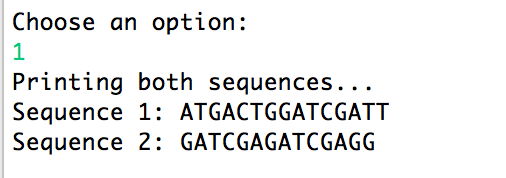 Choose an option:
1
Printing both sequences...
Sequence 1: ATGACTGGATCGATT
Sequence 2: GATCGAGATCGAGG